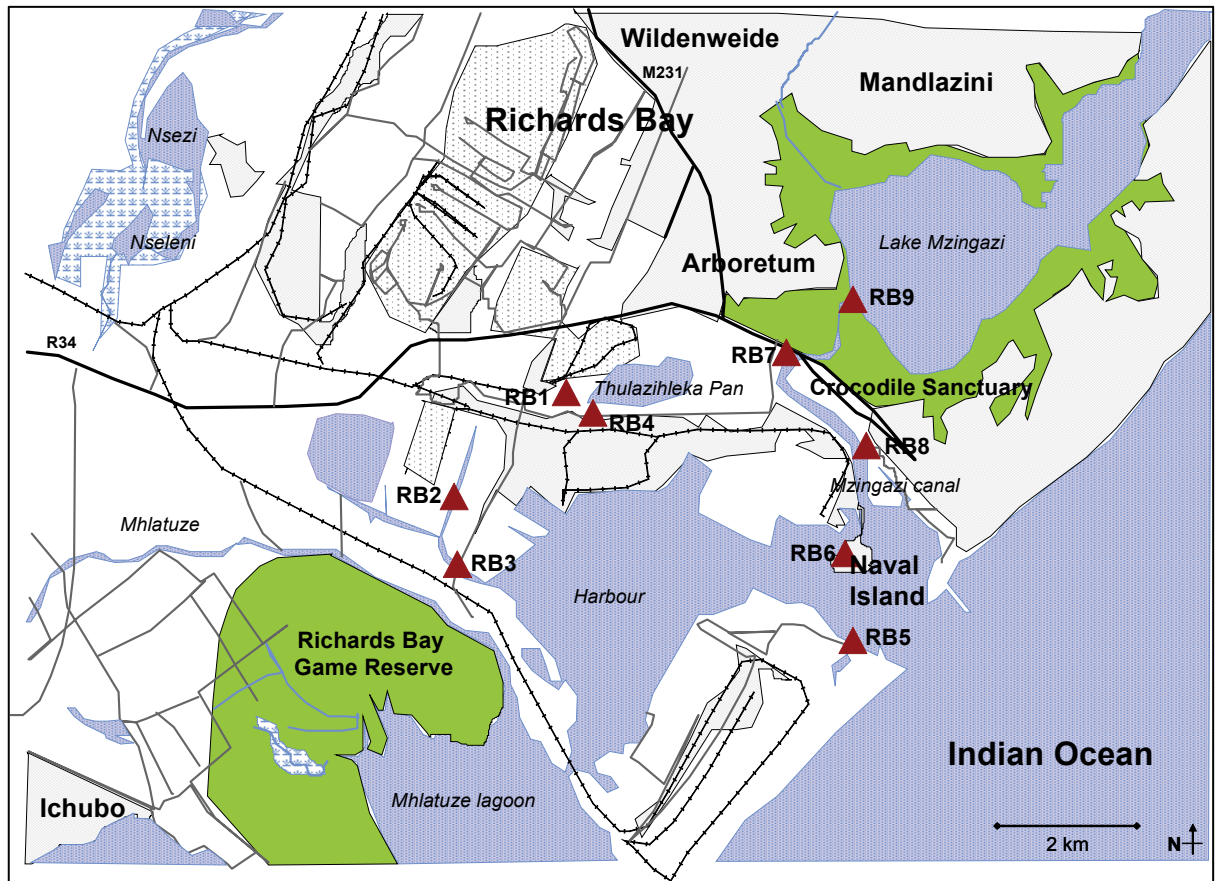 Wildenweide
M231
Mandlazini
Richards Bay
Nsezi
Nseleni
Lake Mzingazi
Arboretum
RB9
R34
RB7
RB1
Thulazihleka Pan
Crocodile Sanctuary
RB4
RB8
RB2
Mzingazi canal
Mhlatuze
RB3
RB6
Naval
Island
Harbour
RB5
Richards Bay
Game Reserve
Indian Ocean
Ichubo
Mhlatuze lagoon
2 km
N